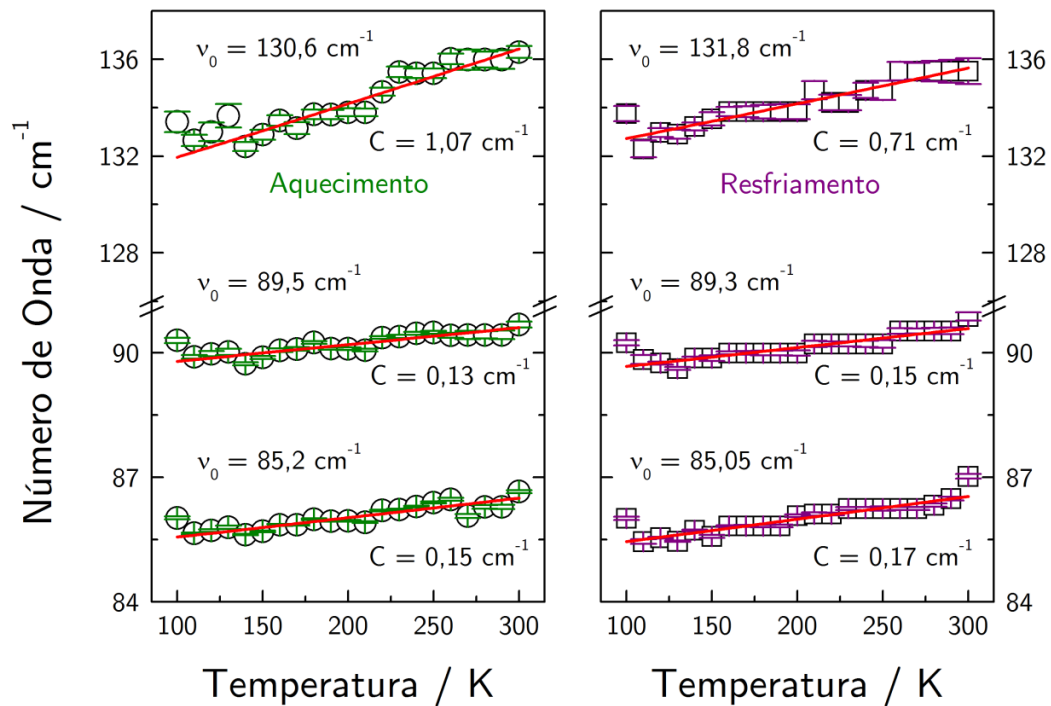 Número de Onda / cm⁻¹
136
132
128
90
87
84
ν₀ = 130,6 cm⁻¹
C = 1,07 cm⁻¹
Aquecimento
ν₀ = 89,5 cm⁻¹
C = 0,13 cm⁻¹
ν₀ = 85,2 cm⁻¹
C = 0,15 cm⁻¹
100 150 200 250 300
Temperatura / K
ν₀ = 131,8 cm⁻¹
C = 0,71 cm⁻¹
Resfriamento
ν₀ = 89,3 cm⁻¹
C = 0,15 cm⁻¹
ν₀ = 85,05 cm⁻¹
C = 0,17 cm⁻¹
136
132
128
90
87
84
100 150 200 250 300
Temperatura / K